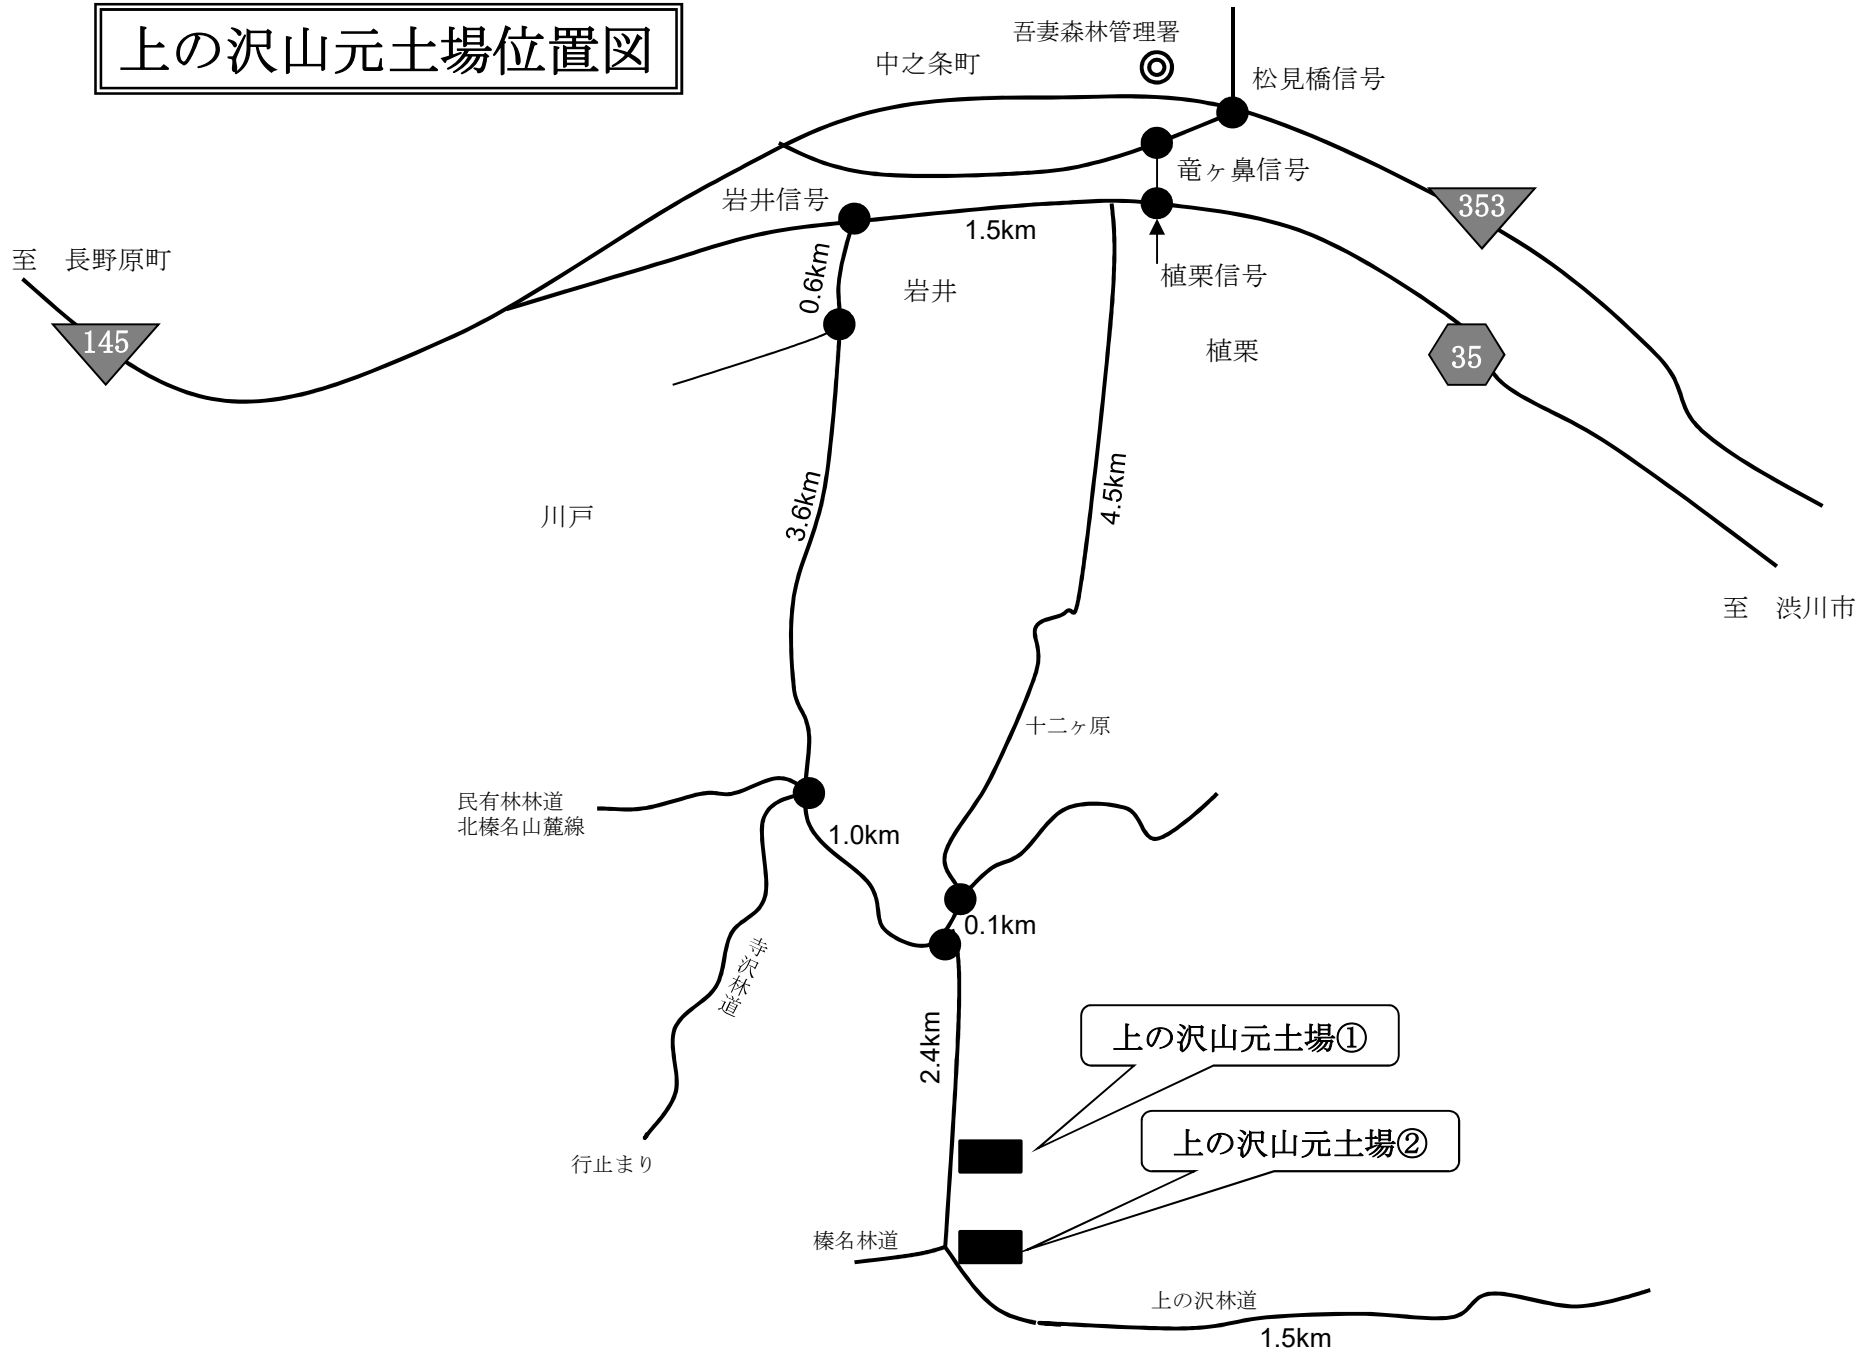 上の沢山元土場位置図
吾妻森林管理署
中之条町
松見橋信号
竜ヶ鼻信号
岩井信号
353
1.5km
至　長野原町
0.6km
植栗信号
岩井
145
植栗
35
3.6km
4.5km
川戸
至　渋川市
十二ヶ原
民有林林道
北榛名山麓線
1.0km
0.1km
寺沢林道
2.4km
上の沢山元土場①
上の沢山元土場②
行止まり
榛名林道
上の沢林道
1.5km